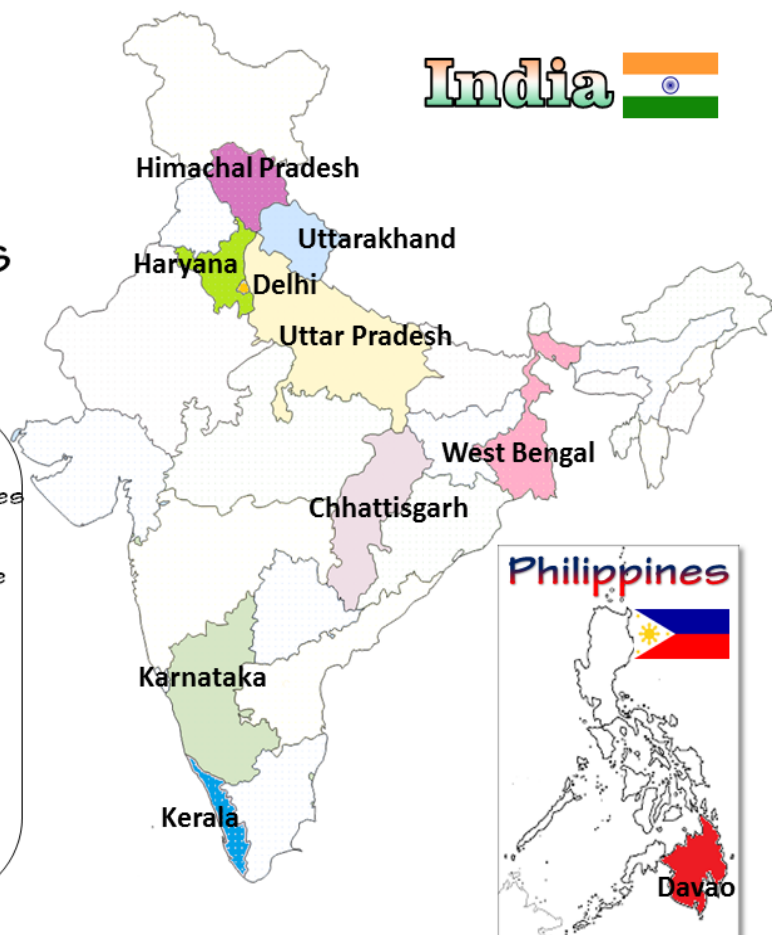 India
Himachal Pradesh
Uttarakhand
Haryana
Delhi
Uttar Pradesh
West Bengal
Chhattisgarh
Karnataka
Kerala
Philippines
Davao